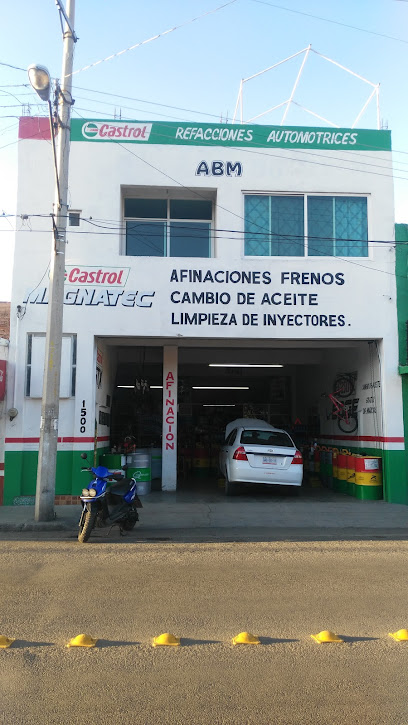 Castrol REFACCIONES AUTOMOTRICES
ABM
Castrol
MAGNATEC
AFINACIONES FRENOS
CAMBIO DE ACEITE
LIMPIEZA DE INYECTORES.
AFINACION
1500